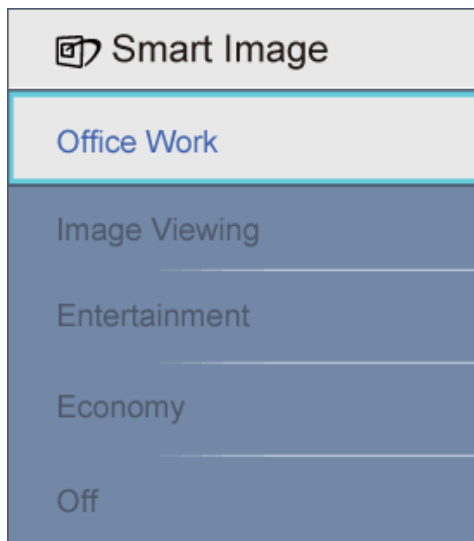 Smart Image
Office Work
Image Viewing
Entertainment
Economy
Off